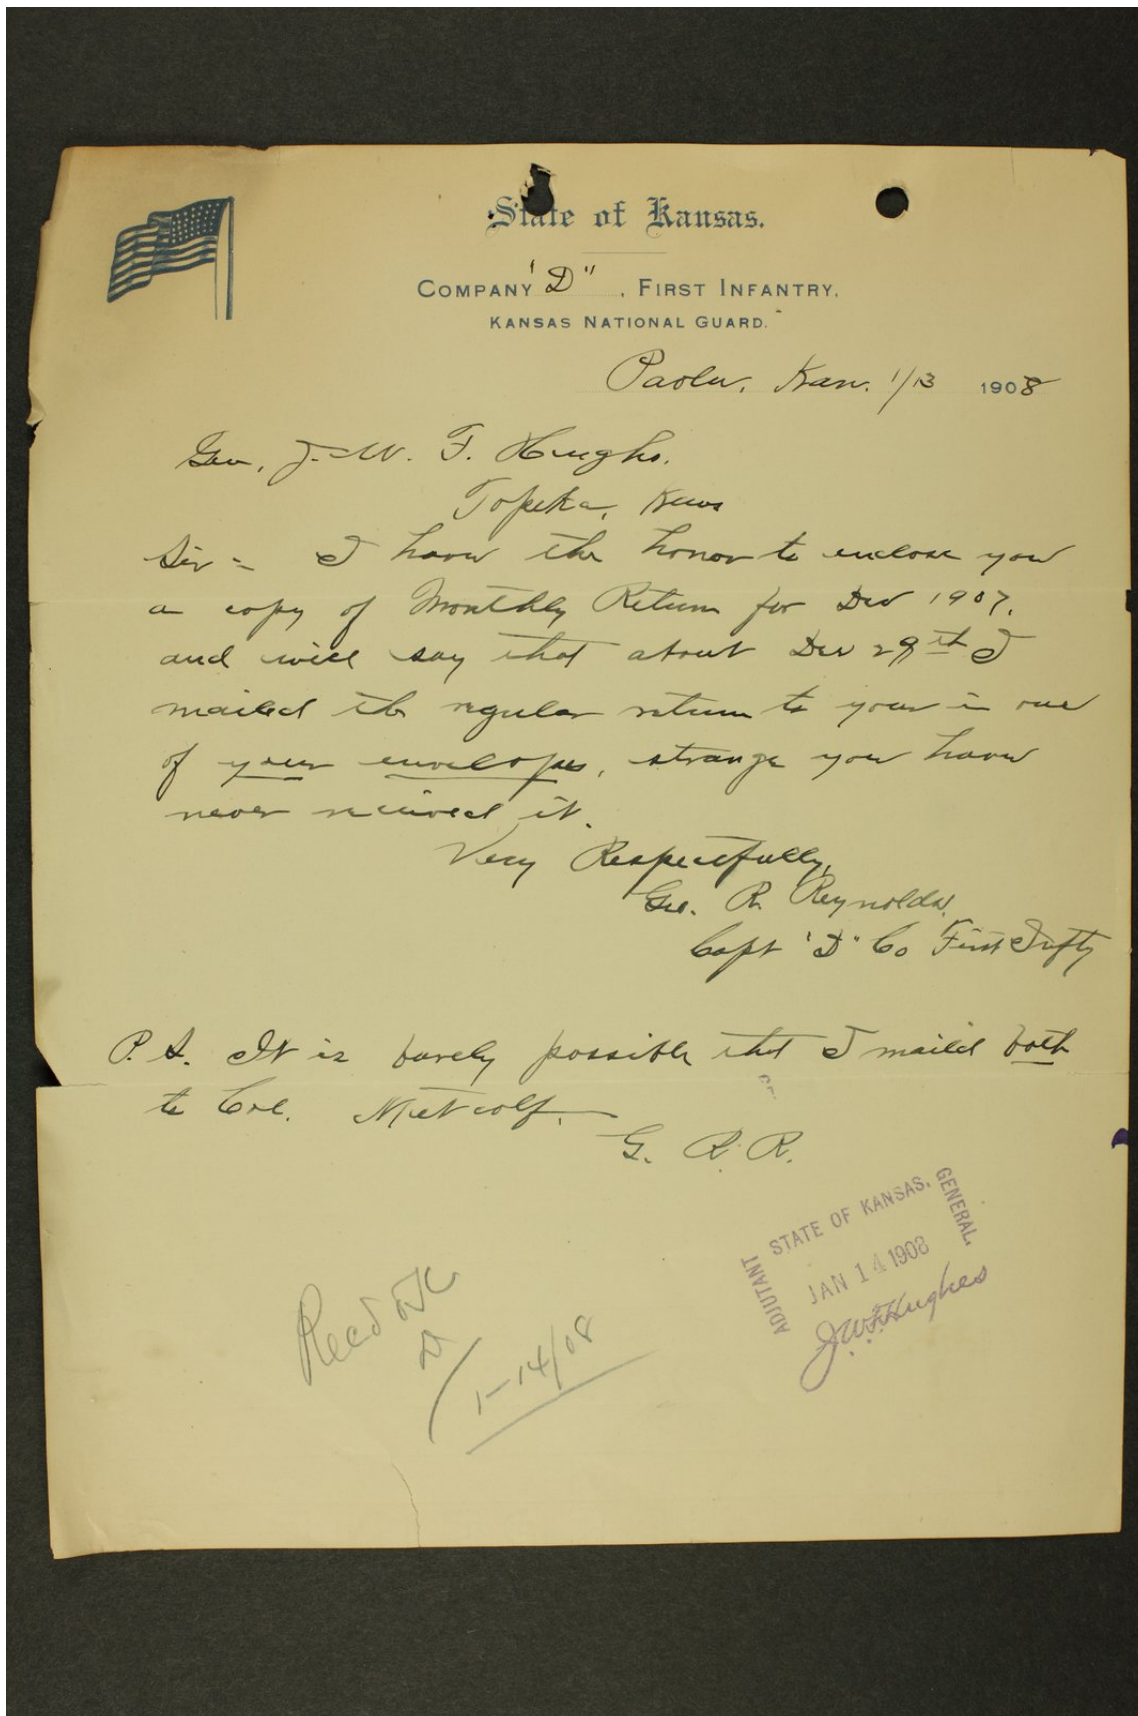 State of Kansas.
COMPANY "D", FIRST INFANTRY,
KANSAS NATIONAL GUARD.
Paola, Kan. 1/13 1908
Gen. J. W. F. Hughs.
Topeka, Kans
Sir = I have the honor to enclose you
a copy of Monthly Return for Dec 1907.
and will say that about Dec 29th I
mailed the regular return to your in one
of your envelopes, strange you have
never received it.
Very Respectfully,
Geo. R. Reynolds.
Capt "D" Co First Infty
P. S. It is barely possible that I mailed both
to Col. Metcalf.
G. R. R.
STATE OF KANSAS.
ADJUTANT GENERAL.
JAN 14 1908
J.W.F. Hughes
Recd OK
1-14/08